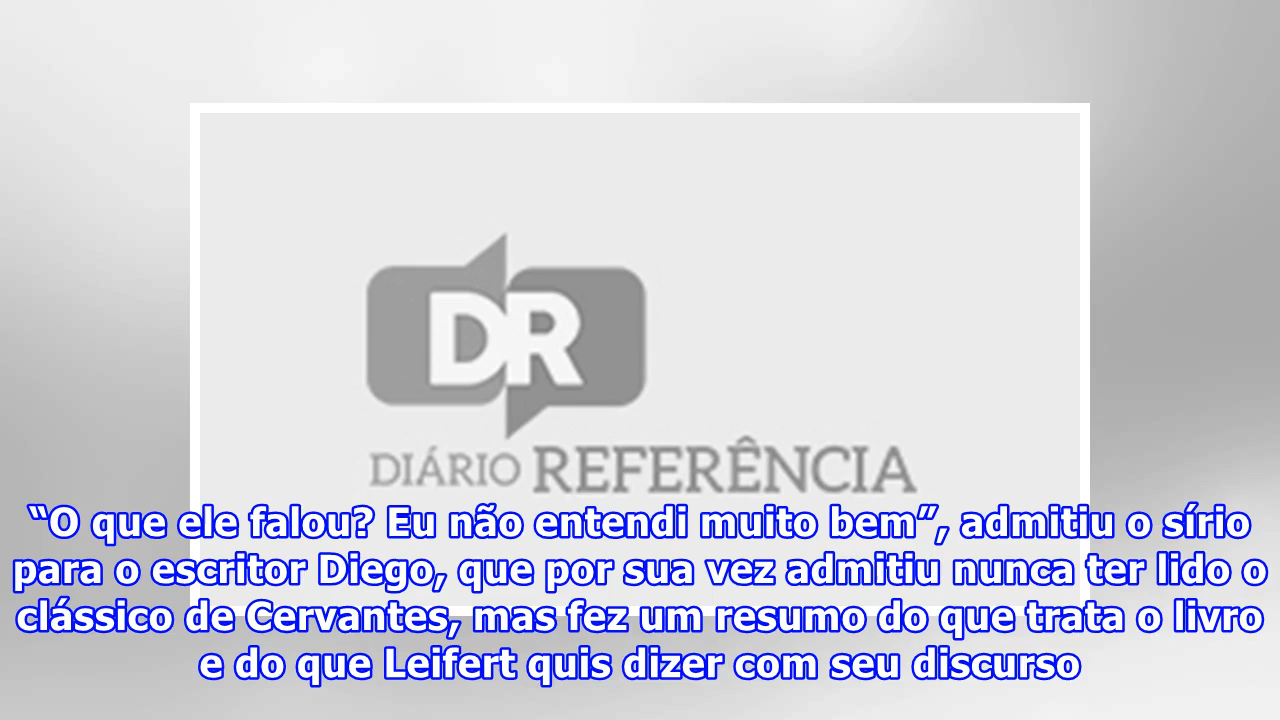 DR
DIÁRIO REFERÊNCIA
“O que ele falou? Eu não entendi muito bem”, admitiu o sírio
para o escritor Diego, que por sua vez admitiu nunca ter lido o
clássico de Cervantes, mas fez um resumo do que trata o livro
e do que Leifert quis dizer com seu discurso